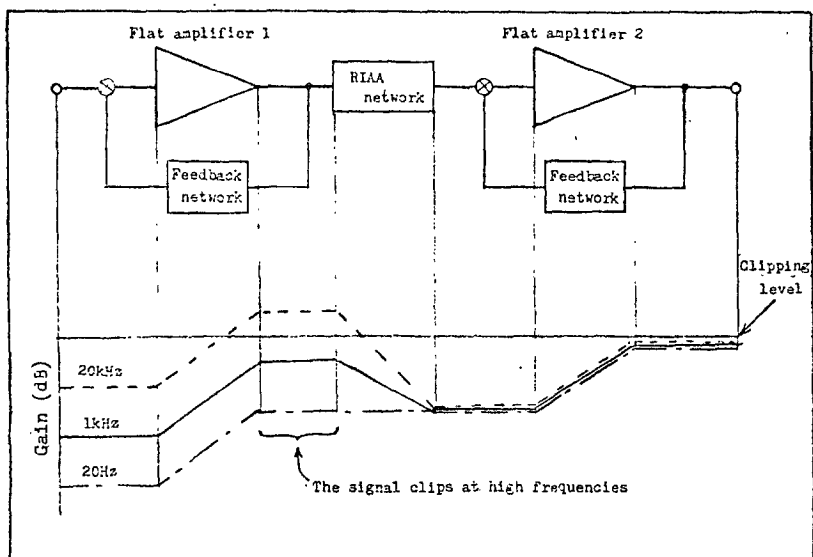 Flat amplifier 1
Flat amplifier 2
RIAA
network
Feedback
network
Feedback
network
Clipping
level
Gain (dB)
20kHz
1kHz
20Hz
The signal clips at high frequencies